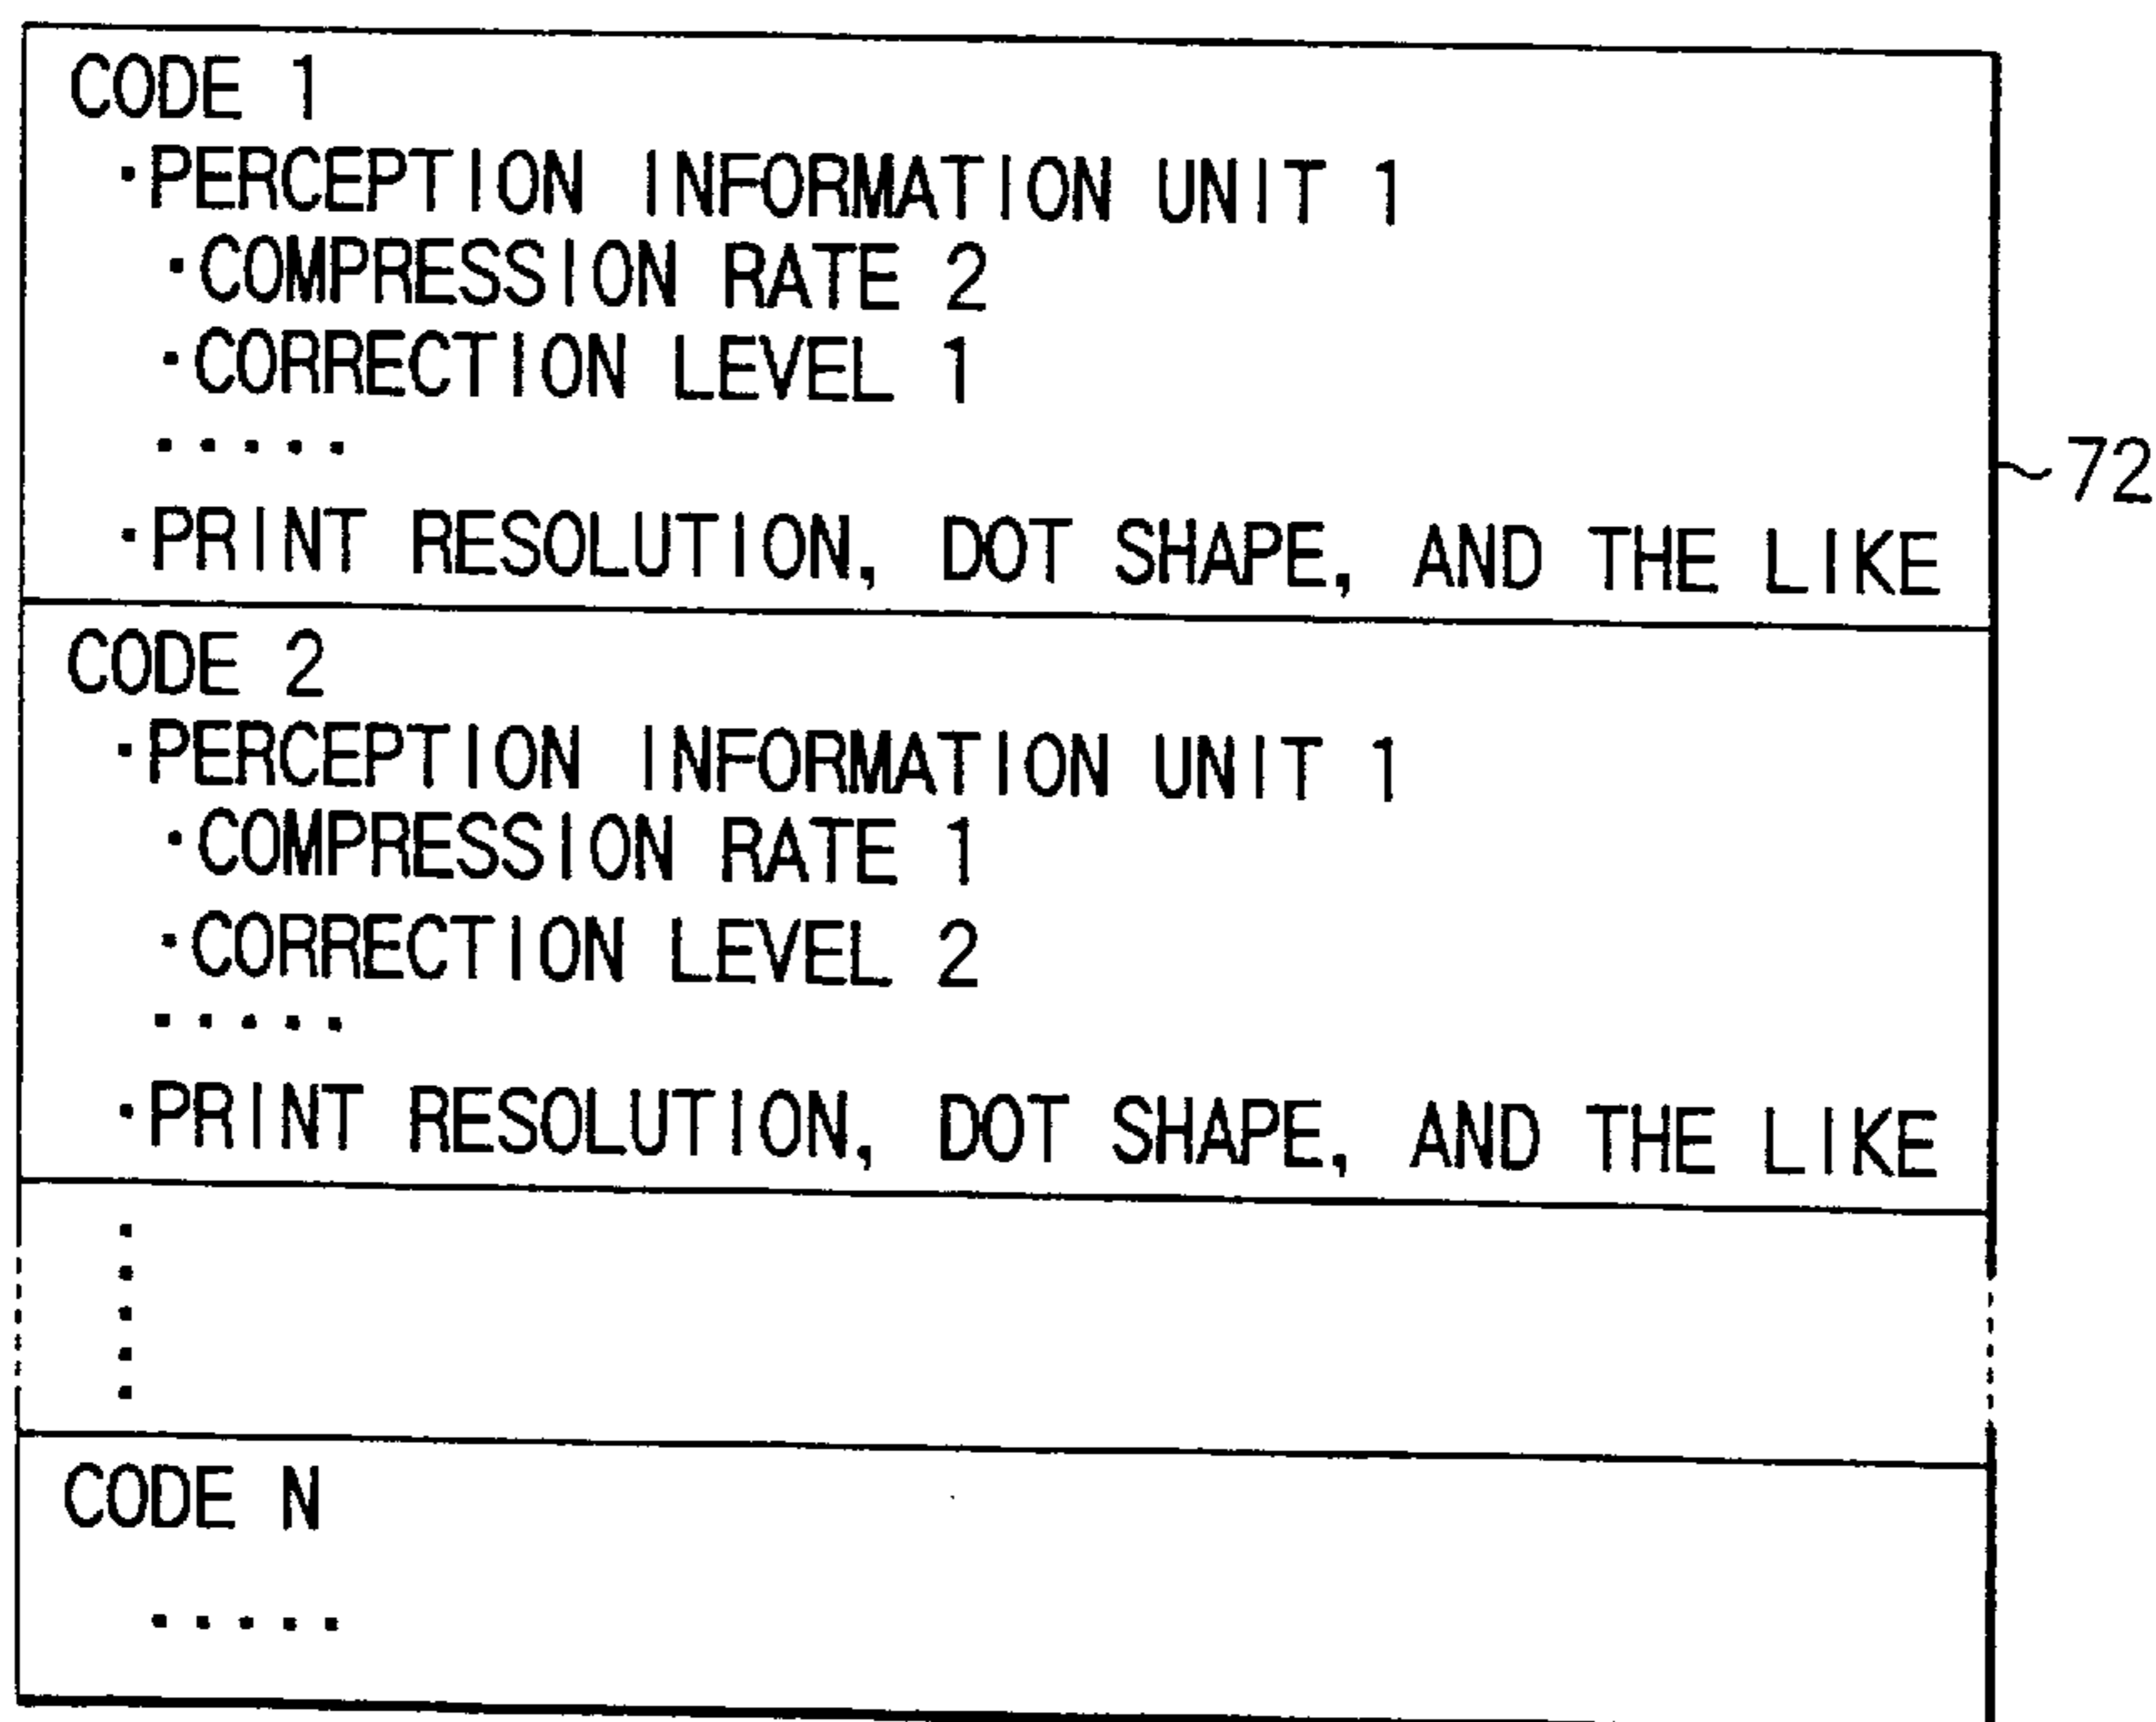 CODE 1
・PERCEPTION INFORMATION UNIT 1
・COMPRESSION RATE 2
・CORRECTION LEVEL 1
・・・・・
72
・PRINT RESOLUTION, DOT SHAPE, AND THE LIKE
CODE 2
・PERCEPTION INFORMATION UNIT 1
・COMPRESSION RATE 1
・CORRECTION LEVEL 2
・・・・・
・PRINT RESOLUTION, DOT SHAPE, AND THE LIKE
CODE N
・・・・・